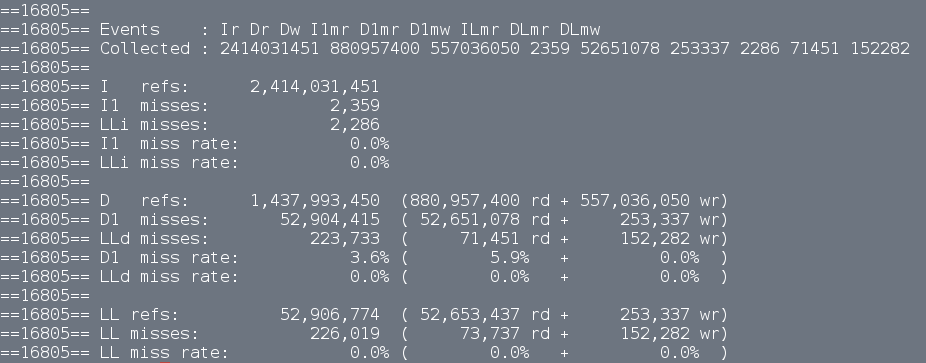 ==16805==
==16805== Events    : Ir Dr Dw I1mr D1mr D1mw ILmr DLmr DLmw
==16805== Collected : 2414031451 880957400 557036050 2359 52651078 253337 2286 71451 152282
==16805==
==16805== I   refs:      2,414,031,451
==16805== I1  misses:            2,359
==16805== LLi misses:            2,286
==16805== I1  miss rate:           0.0%
==16805== LLi miss rate:           0.0%
==16805==
==16805== D   refs:      1,437,993,450  (880,957,400 rd + 557,036,050 wr)
==16805== D1  misses:       52,904,415  ( 52,651,078 rd +     253,337 wr)
==16805== LLd misses:          223,733  (     71,451 rd +     152,282 wr)
==16805== D1  miss rate:           3.6% (        5.9%   +         0.0%  )
==16805== LLd miss rate:           0.0% (        0.0%   +         0.0%  )
==16805==
==16805== LL refs:          52,906,774  ( 52,653,437 rd +     253,337 wr)
==16805== LL misses:           226,019  (     73,737 rd +     152,282 wr)
==16805== LL miss rate:            0.0% (        0.0%   +         0.0%  )